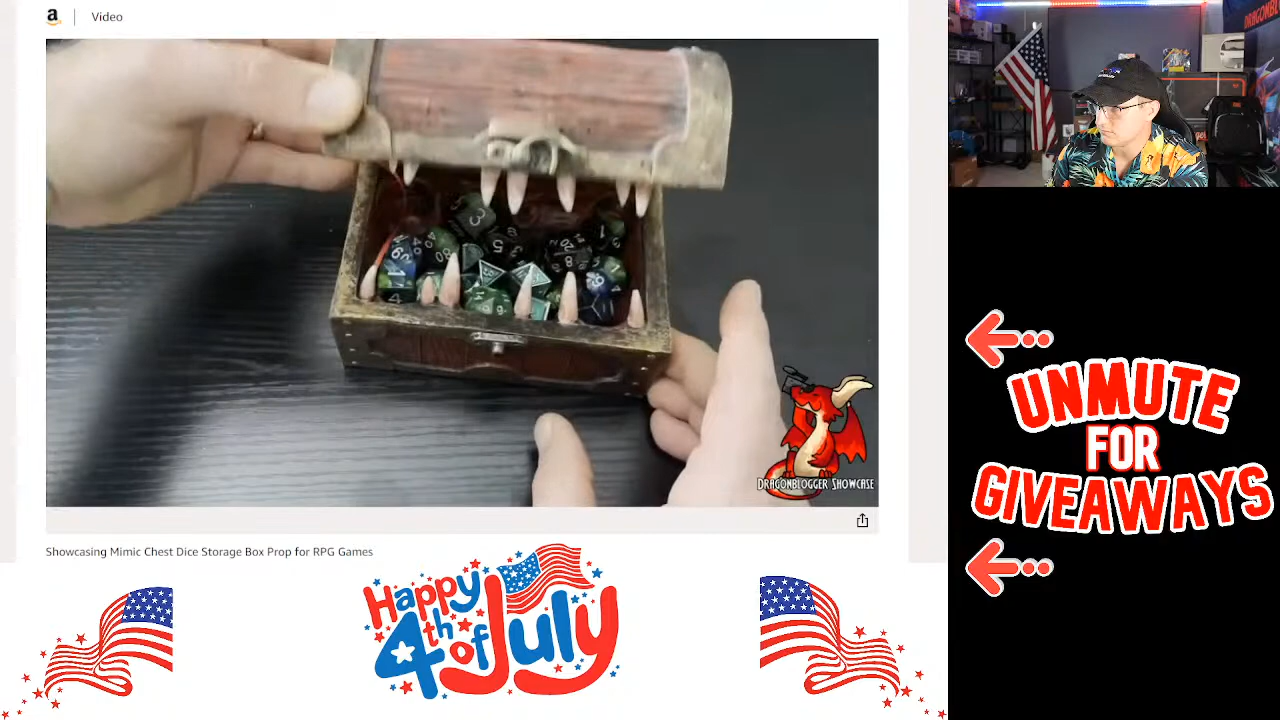 a
Video
DRAGONBLOGGER SHOWCASE
Showcasing Mimic Chest Dice Storage Box Prop for RPG Games
Happy
4th of July
UNMUTE
FOR
GIVEAWAYS